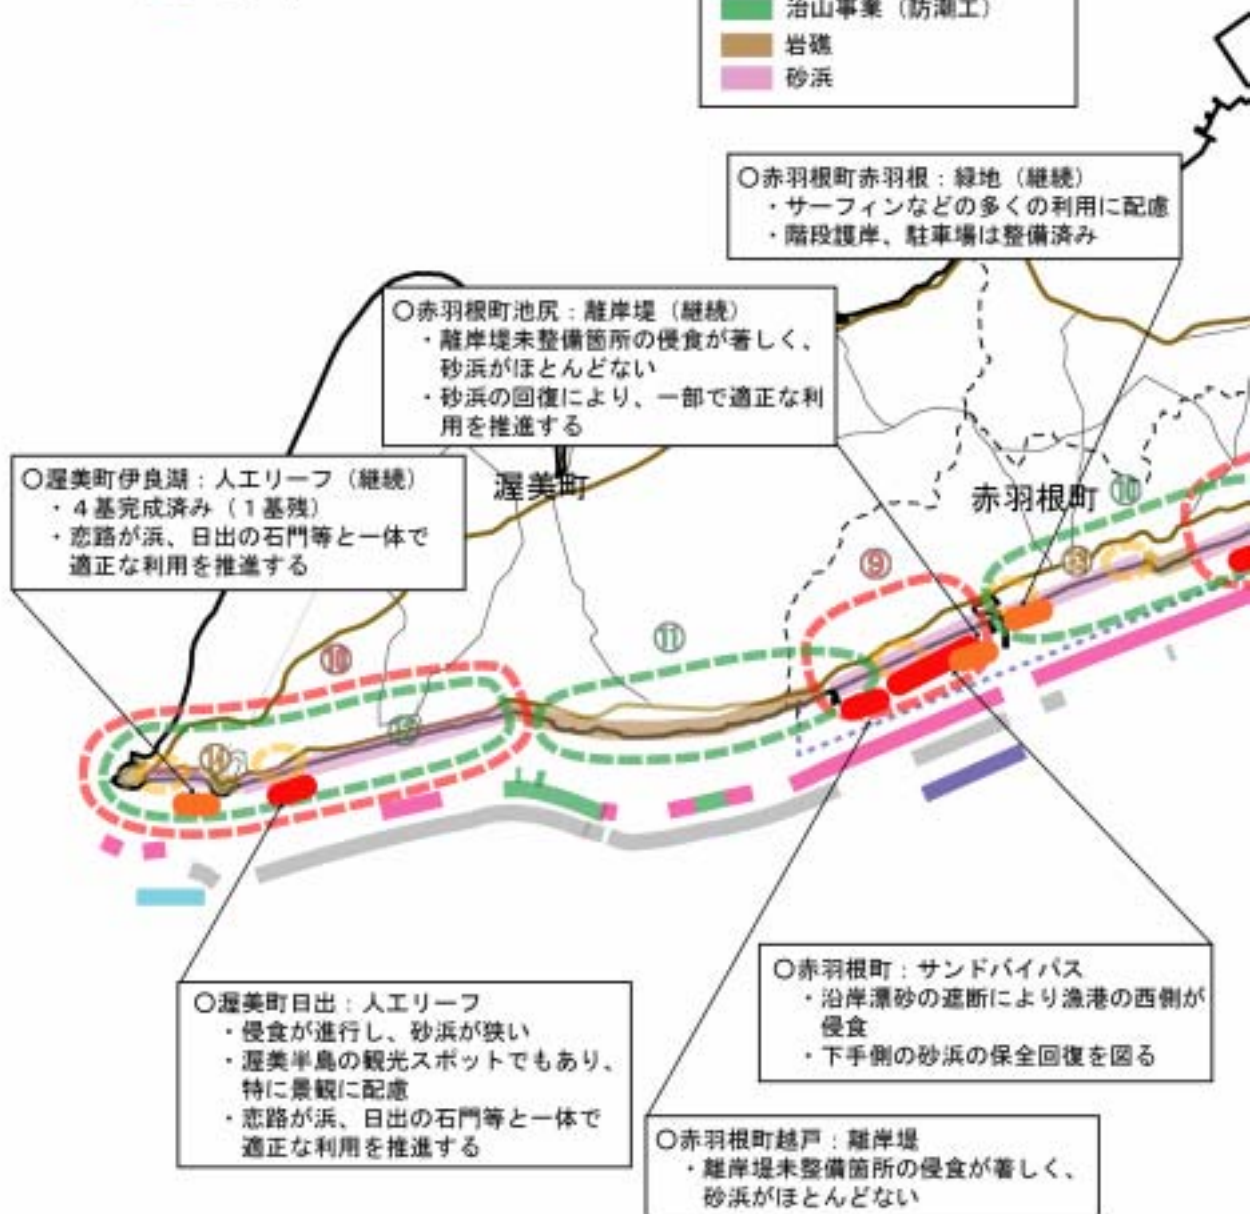 治山事業（防潮工）
岩礁
砂浜
〇赤羽根町赤羽根：緑地（継続）
・サーフィンなどの多くの利用に配慮
・階段護岸、駐車場は整備済み
〇赤羽根町池尻：離岸堤（継続）
・離岸堤未整備箇所の侵食が著しく、
砂浜がほとんどない
・砂浜の回復により、一部で適正な利
用を推進する
〇渥美町伊良湖：人工リーフ（継続）
・４基完成済み（１基残）
・恋路が浜、日出の石門等と一体で
適正な利用を推進する
渥美町
赤羽根町
⑩
⑨
⑬
⑪
⑩
⑫
⑭
〇渥美町日出：人工リーフ
・侵食が進行し、砂浜が狭い
・渥美半島の観光スポットでもあり、
特に景観に配慮
・恋路が浜、日出の石門等と一体で
適正な利用を推進する
〇赤羽根町：サンドバイパス
・沿岸漂砂の遮断により漁港の西側が
侵食
・下手側の砂浜の保全回復を図る
〇赤羽根町越戸：離岸堤
・離岸堤未整備箇所の侵食が著しく、
砂浜がほとんどない